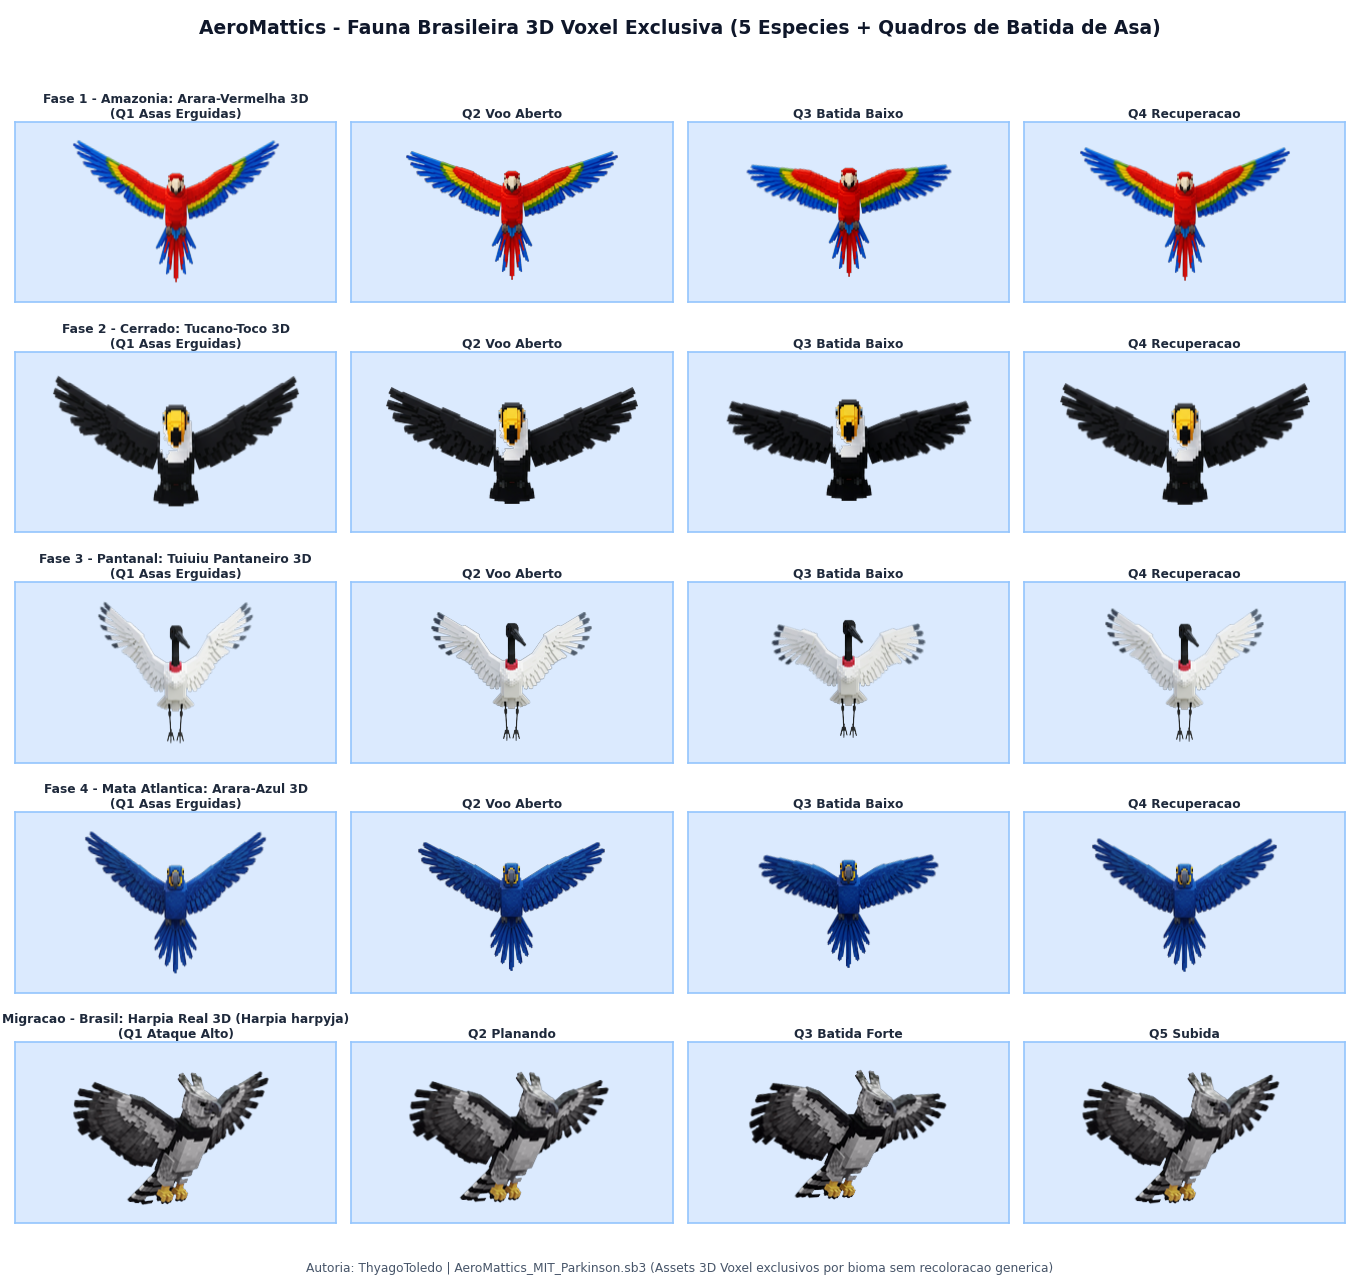 AeroMattics - Fauna Brasileira 3D Voxel Exclusiva (5 Especies + Quadros de Batida de Asa)
Fase 1 - Amazonia: Arara-Vermelha 3D
(Q1 Asas Erguidas)
Q2 Voo Aberto
Q3 Batida Baixo
Q4 Recuperacao
Fase 2 - Cerrado: Tucano-Toco 3D
(Q1 Asas Erguidas)
Q2 Voo Aberto
Q3 Batida Baixo
Q4 Recuperacao
Fase 3 - Pantanal: Tuiuiu Pantaneiro 3D
(Q1 Asas Erguidas)
Q2 Voo Aberto
Q3 Batida Baixo
Q4 Recuperacao
Fase 4 - Mata Atlantica: Arara-Azul 3D
(Q1 Asas Erguidas)
Q2 Voo Aberto
Q3 Batida Baixo
Q4 Recuperacao
Migracao - Brasil: Harpia Real 3D (Harpia harpyja)
(Q1 Ataque Alto)
Q2 Planando
Q3 Batida Forte
Q5 Subida
Autoria: ThyagoToledo | AeroMattics_MIT_Parkinson.sb3 (Assets 3D Voxel exclusivos por bioma sem recoloracao generica)